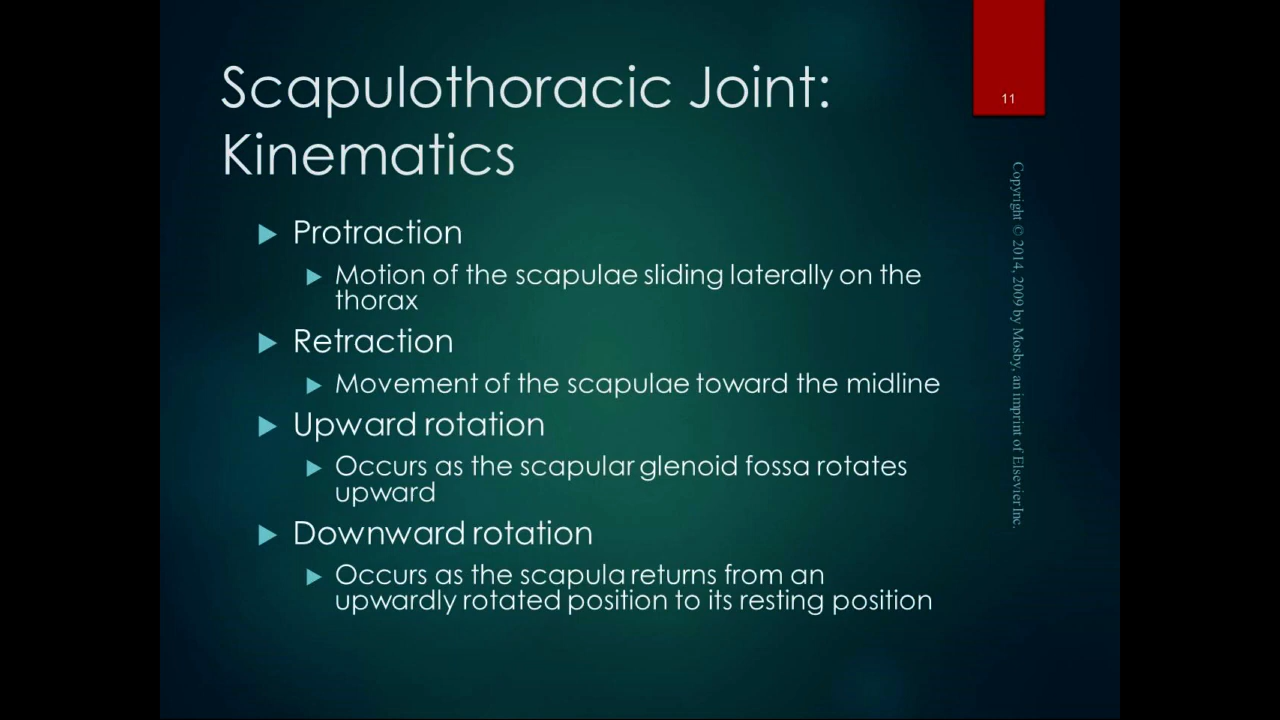 Scapulothoracic Joint:
Kinematics
11
Protraction
Motion of the scapulae sliding laterally on the
thorax
Retraction
Movement of the scapulae toward the midline
Upward rotation
Occurs as the scapular glenoid fossa rotates
upward
Downward rotation
Occurs as the scapula returns from an
upwardly rotated position to its resting position
Copyright © 2014, 2009 by Mosby, an imprint of Elsevier Inc.